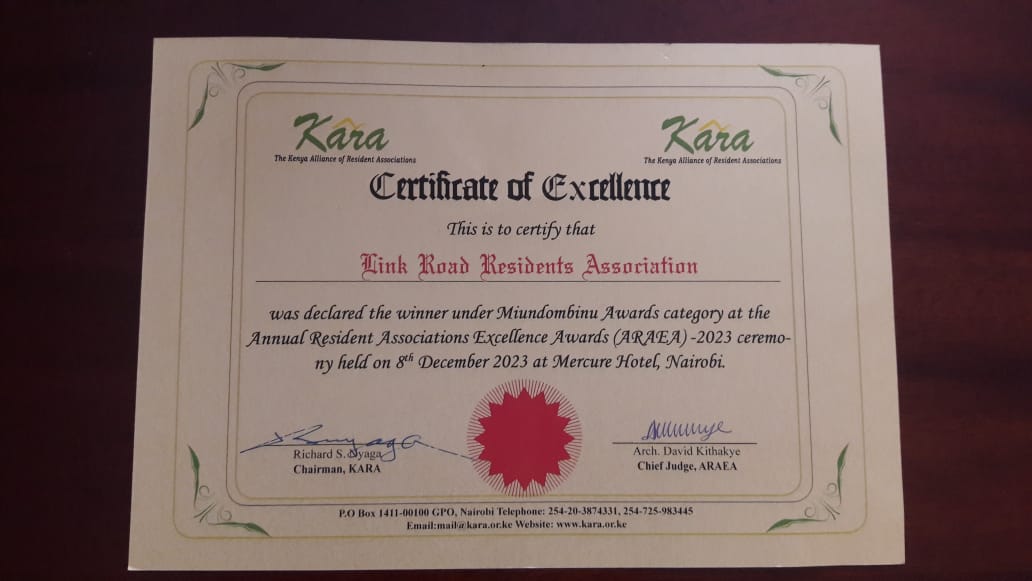 Kara Kara
The Kenya Alliance of Resident Associations The Kenya Alliance of Resident Associations
Certificate of Excellence
This is to certify that
Link Road Residents Association
was declared the winner under Miundombinu Awards category at the
Annual Resident Associations Excellence Awards (ARAEA) -2023 ceremo-
ny held on 8th December 2023 at Mercure Hotel, Nairobi.
Richard S. Nyaga Arch. David Kithakye
Chairman, KARA Chief Judge, ARAEA
P.O Box 1411-00100 GPO, Nairobi Telephone: 254-20-3874331, 254-725-983445
Email:mail@kara.or.ke Website: www.kara.or.ke